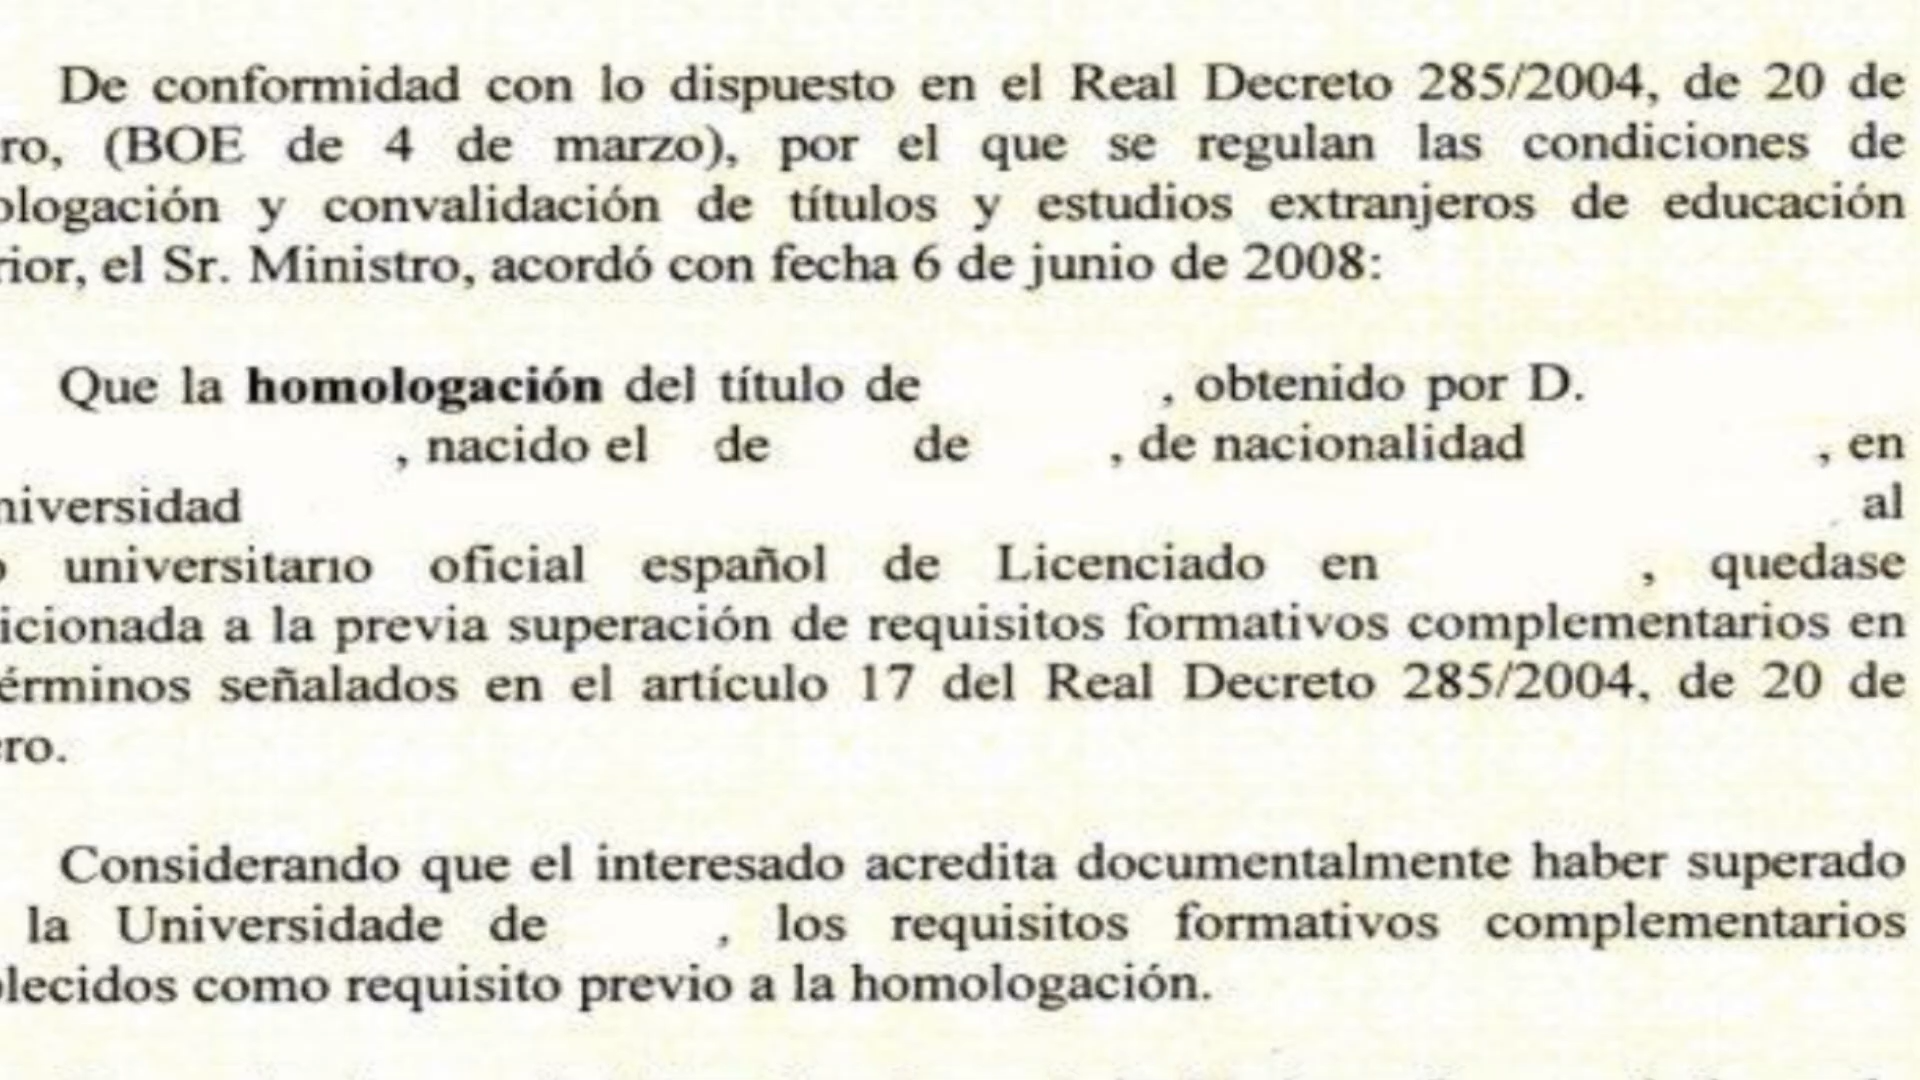 De conformidad con lo dispuesto en el Real Decreto 285/2004, de 20 de
ro, (BOE de 4 de marzo), por el que se regulan las condiciones de
ologación y convalidación de títulos y estudios extranjeros de educación
rior, el Sr. Ministro, acordó con fecha 6 de junio de 2008:
Que la homologación del título de , obtenido por D.
, nacido el de de , de nacionalidad , en
niversidad al
o universitario oficial español de Licenciado en , quedase
icionada a la previa superación de requisitos formativos complementarios en
érminos señalados en el artículo 17 del Real Decreto 285/2004, de 20 de
ro.
Considerando que el interesado acredita documentalmente haber superado
la Universidade de , los requisitos formativos complementarios
lecidos como requisito previo a la homologación.